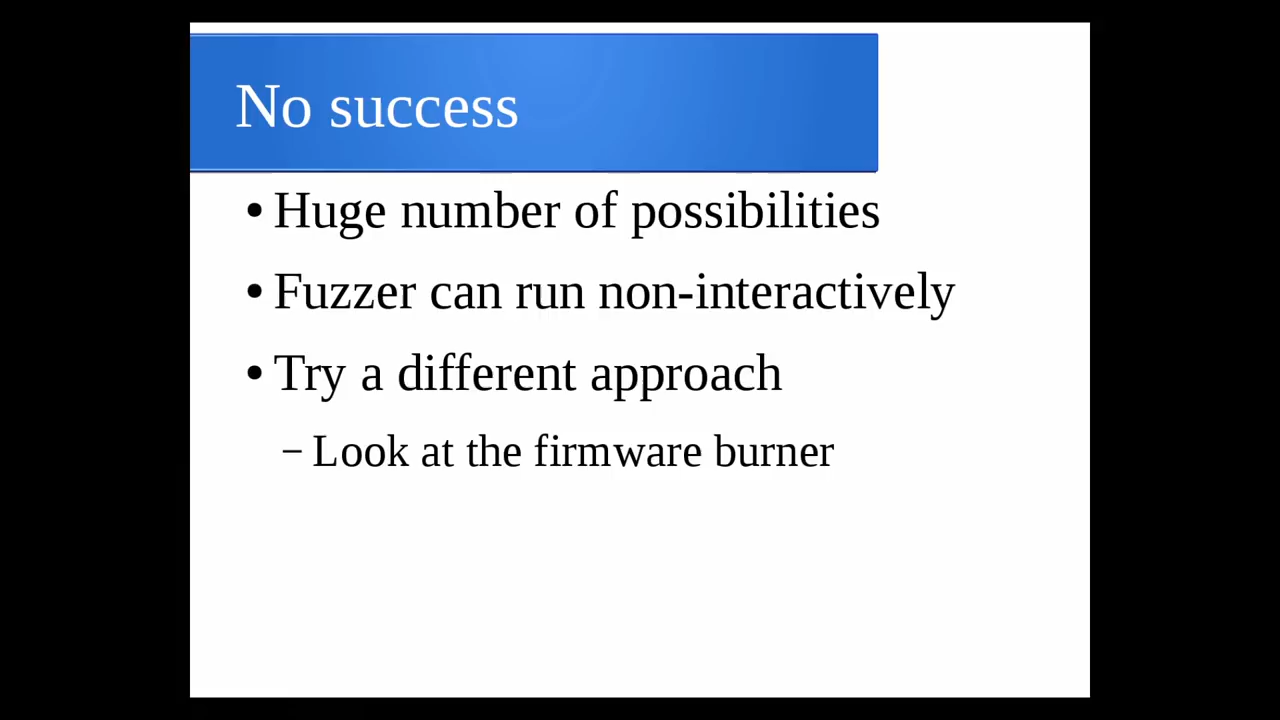 No success
• Huge number of possibilities
• Fuzzer can run non-interactively
• Try a different approach
– Look at the firmware burner